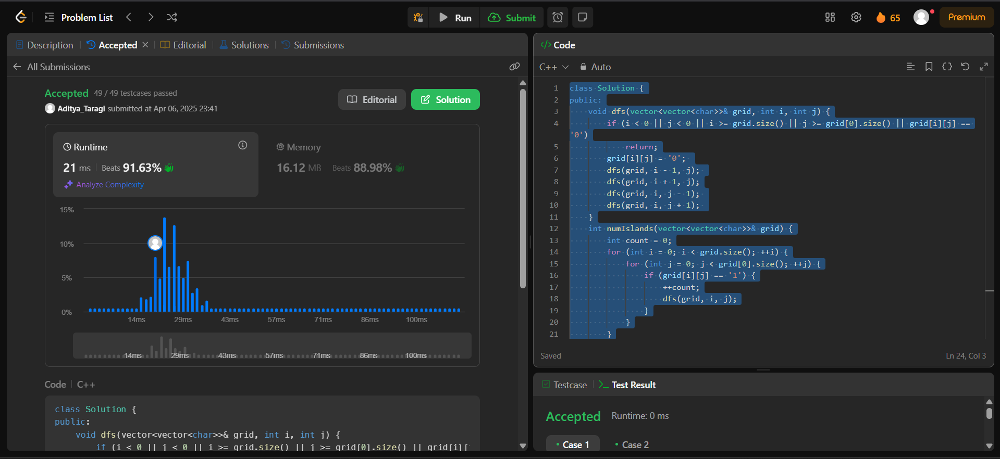 Problem List
Run
Submit
65
Premium
Description
Accepted
Editorial
Solutions
Submissions
All Submissions
Accepted 49 / 49 testcases passed
Aditya_Taragi submitted at Apr 06, 2025 23:41
Editorial
Solution
Runtime
21 ms Beats 91.63%
Analyze Complexity
Memory
16.12 MB Beats 88.98%
15%
10%
5%
0%
14ms 29ms 43ms 57ms 71ms 86ms 100ms
14ms 29ms 43ms 57ms 71ms 86ms 100ms
Code C++
class Solution {
public:
    void dfs(vector<vector<char>>& grid, int i, int j) {
        if (i < 0 || j < 0 || i >= grid.size() || j >= grid[0].size() || grid[i][
Code
C++
Auto
1 class Solution {
2 public:
3     void dfs(vector<vector<char>>& grid, int i, int j) {
4         if (i < 0 || j < 0 || i >= grid.size() || j >= grid[0].size() || grid[i][j] ==
'0')
5             return;
6         grid[i][j] = '0';
7         dfs(grid, i - 1, j);
8         dfs(grid, i + 1, j);
9         dfs(grid, i, j - 1);
10         dfs(grid, i, j + 1);
11     }
12     int numIslands(vector<vector<char>>& grid) {
13         int count = 0;
14         for (int i = 0; i < grid.size(); ++i) {
15             for (int j = 0; j < grid[0].size(); ++j) {
16                 if (grid[i][j] == '1') {
17                     ++count;
18                     dfs(grid, i, j);
19                 }
20             }
21         }
Saved
Ln 24, Col 3
Testcase
Test Result
Accepted Runtime: 0 ms
Case 1
Case 2